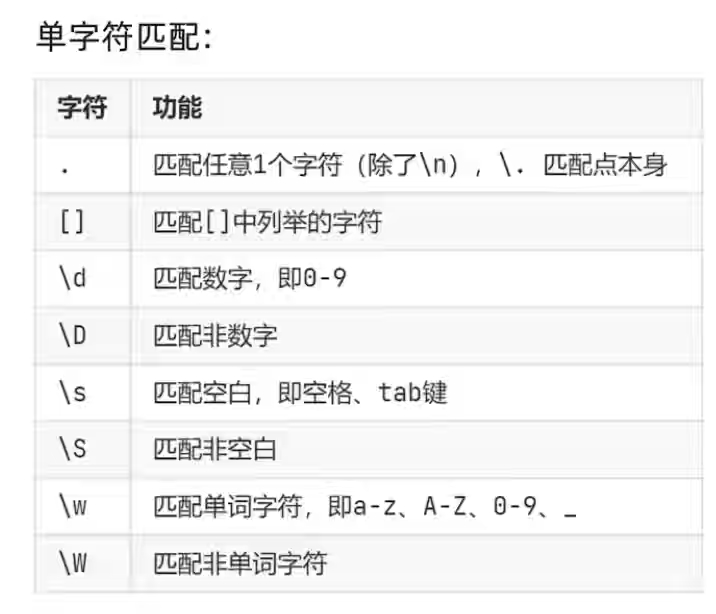 单字符匹配：
字符 功能
. 匹配任意1个字符（除了\n），\. 匹配点本身
[] 匹配[]中列举的字符
\d 匹配数字，即0-9
\D 匹配非数字
\s 匹配空白，即空格、tab键
\S 匹配非空白
\w 匹配单词字符，即a-z、A-Z、0-9、_
\W 匹配非单词字符